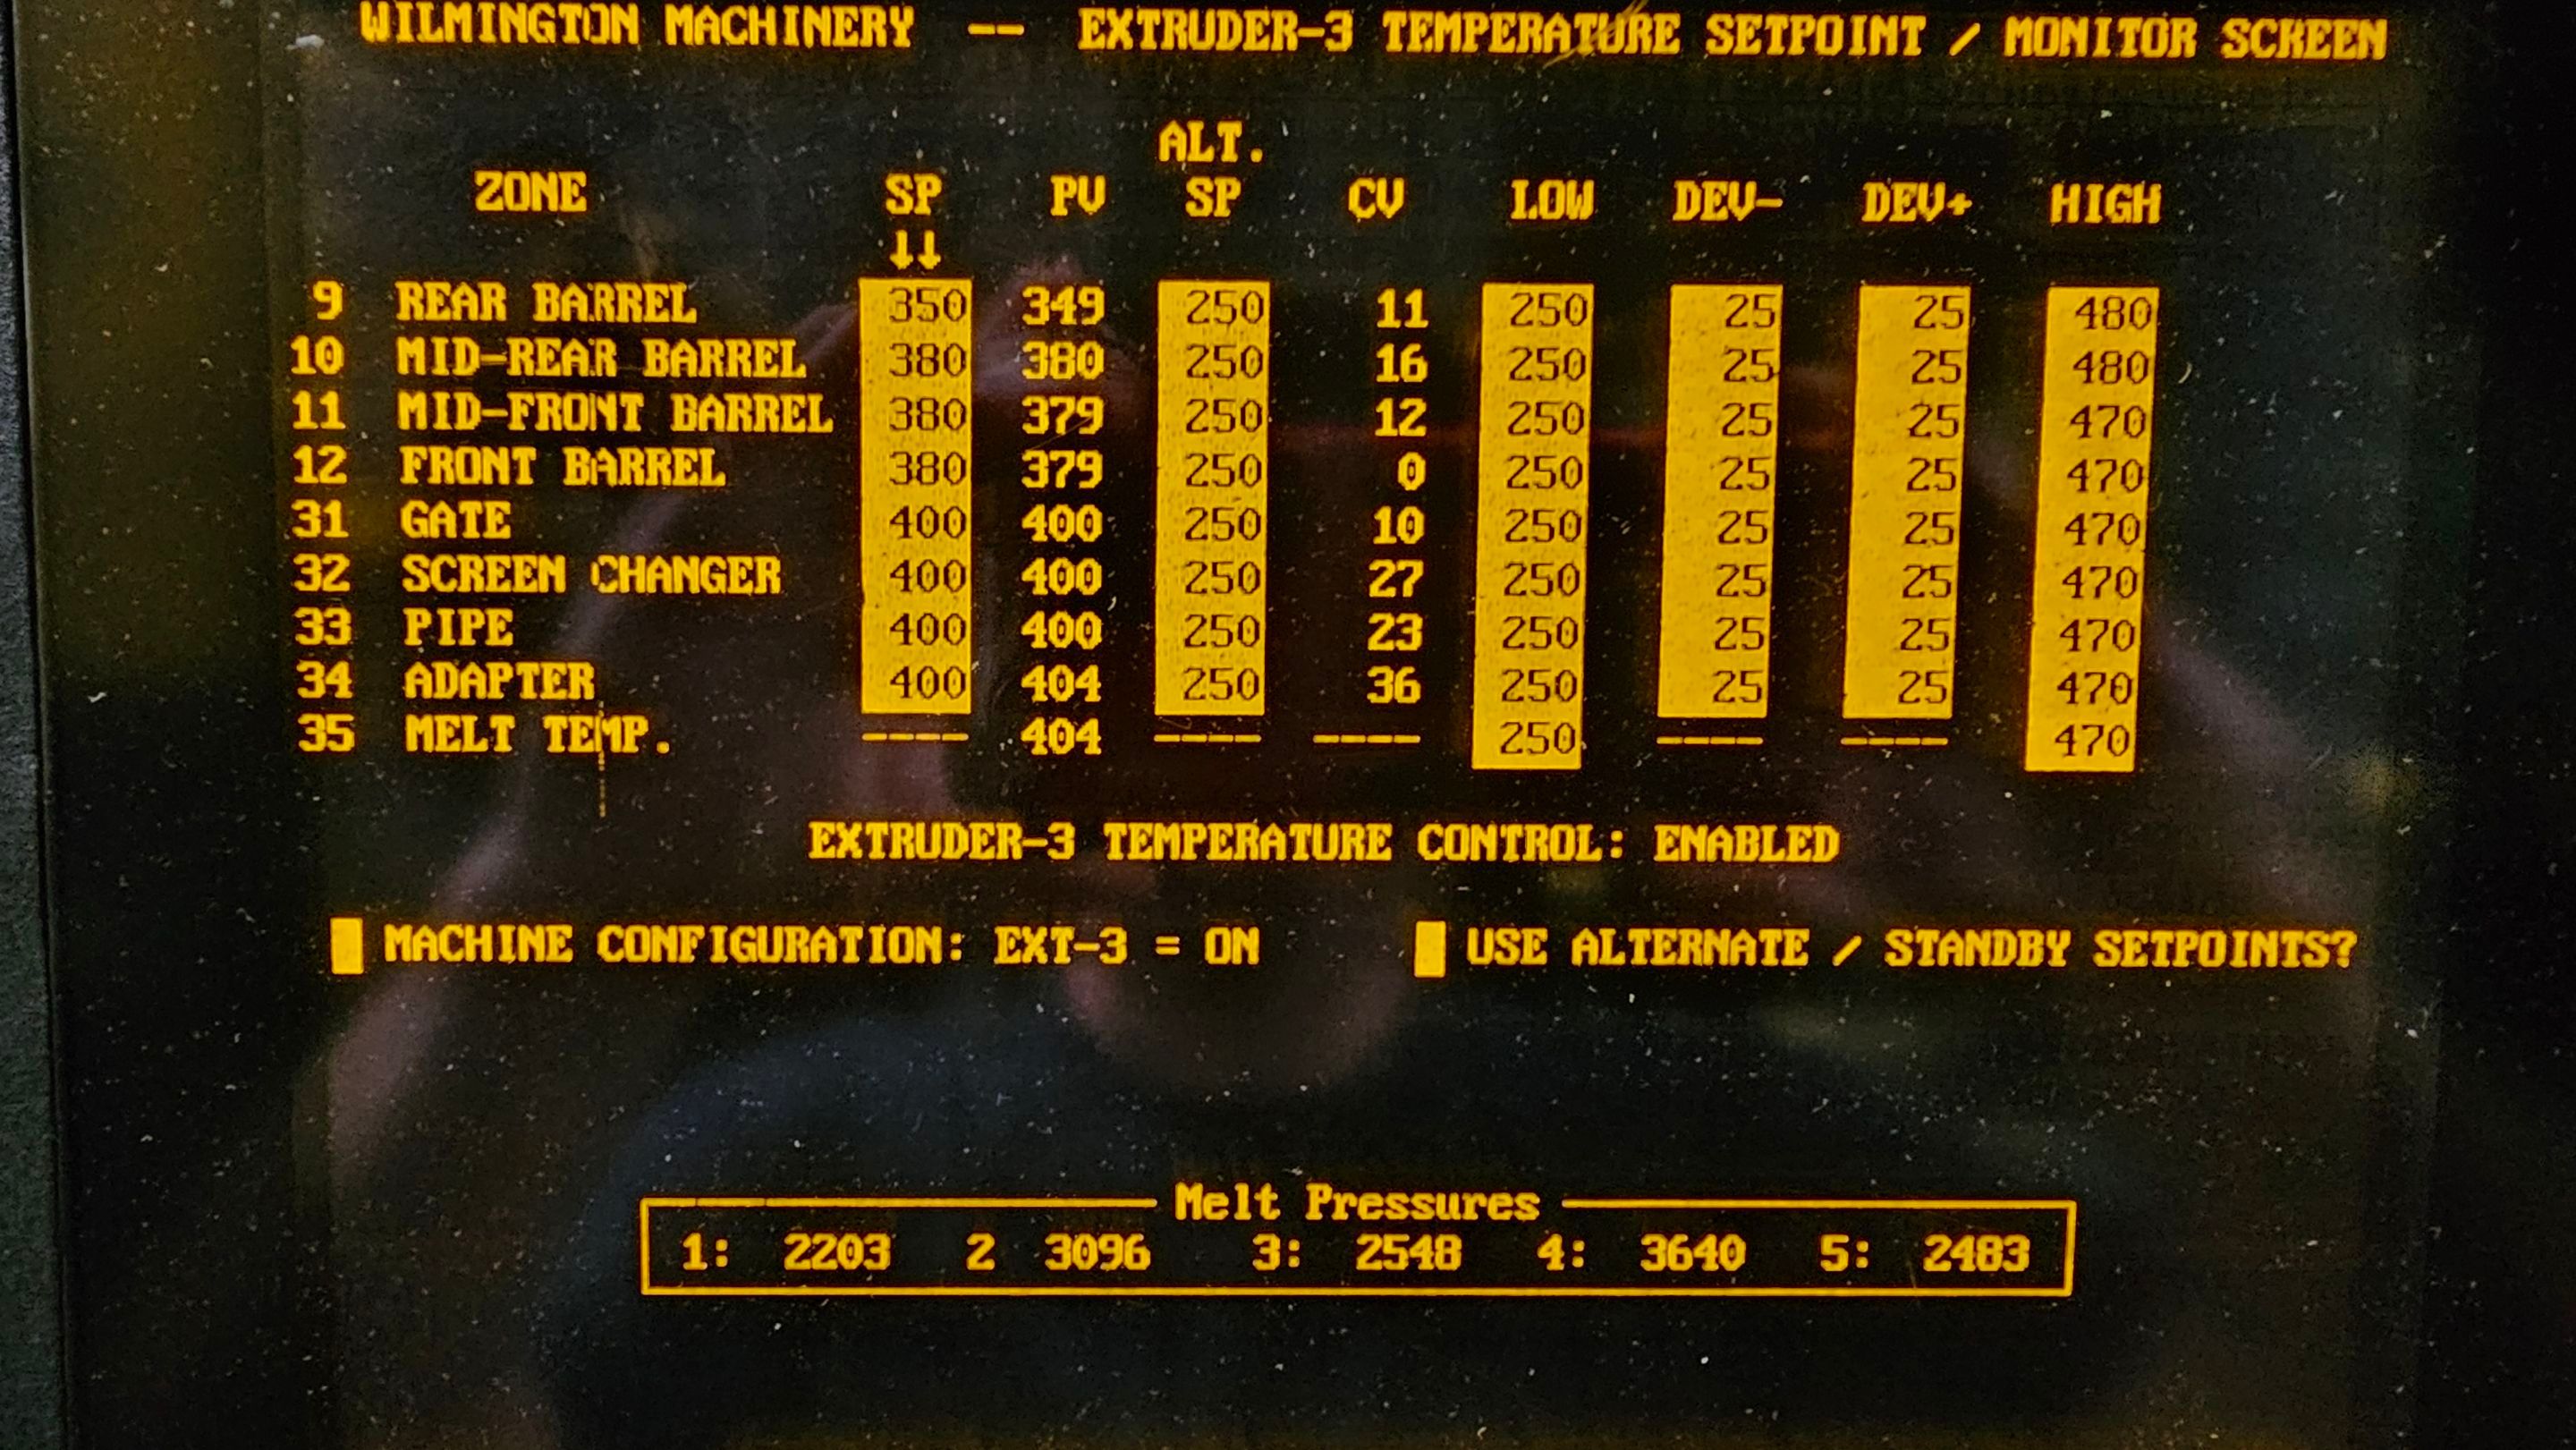 WILMINGTON MACHINERY -- EXTRUDER-3 TEMPERATURE SETPOINT / MONITOR SCREEN
ALT.
ZONE SP PV SP CV LOW DEV- DEV+ HIGH
↓↓
9 REAR BARREL 350 349 250 11 250 25 25 480
10 MID-REAR BARREL 380 380 250 16 250 25 25 480
11 MID-FRONT BARREL 380 379 250 12 250 25 25 470
12 FRONT BARREL 380 379 250 0 250 25 25 470
31 GATE 400 400 250 10 250 25 25 470
32 SCREEN CHANGER 400 400 250 27 250 25 25 470
33 PIPE 400 400 250 23 250 25 25 470
34 ADAPTER 400 404 250 36 250 25 25 470
35 MELT TEMP. ---- 404 ---- ---- 250 ---- ---- 470
EXTRUDER-3 TEMPERATURE CONTROL: ENABLED
MACHINE CONFIGURATION: EXT-3 = ON USE ALTERNATE / STANDBY SETPOINTS?
Melt Pressures
1: 2203 2 3096 3: 2548 4: 3640 5: 2483